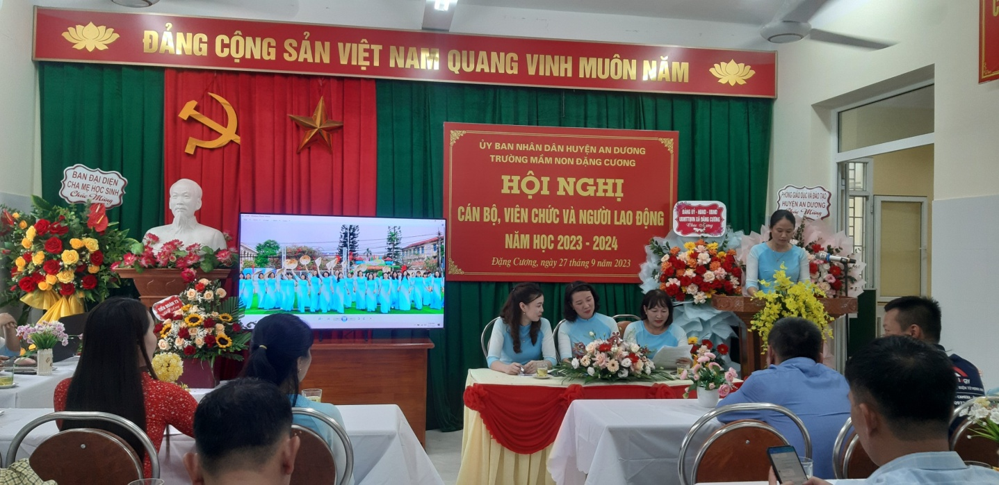 ĐẢNG CỘNG SẢN VIỆT NAM QUANG VINH MUÔN NĂM
ỦY BAN NHÂN DÂN HUYỆN AN DƯƠNG
TRƯỜNG MẦM NON ĐẶNG CƯƠNG
HỘI NGHỊ
CÁN BỘ, VIÊN CHỨC VÀ NGƯỜI LAO ĐỘNG
NĂM HỌC 2023 - 2024
Đặng Cương, ngày 27 tháng 9 năm 2023
BAN ĐẠI DIỆN
CHA MẸ HỌC SINH
Chúc Mừng
TIỂU ĐOÀN 73
ĐẢNG ỦY - HĐND - UBND
UBMTTQVN XÃ ĐẶNG CƯƠNG
Chúc Mừng
PHÒNG GIÁO DỤC VÀ ĐÀO TẠO
HUYỆN AN DƯƠNG
Chúc Mừng